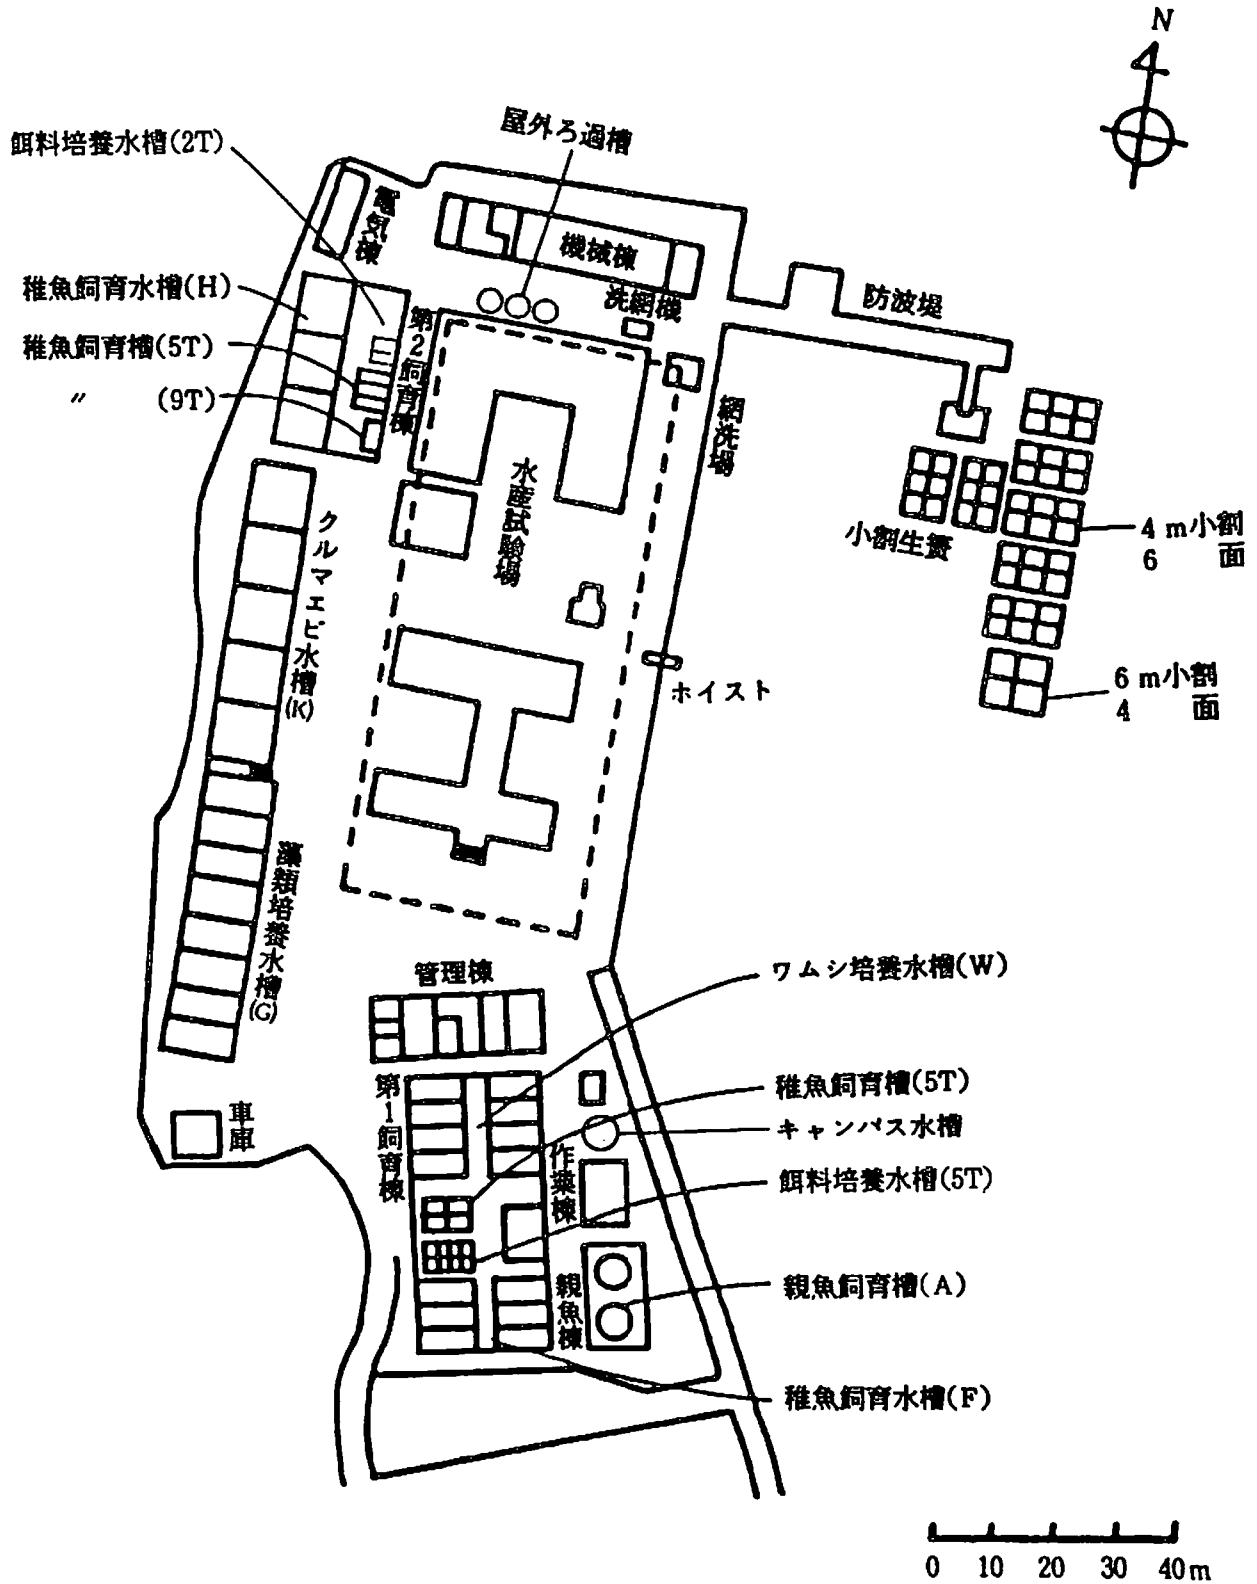 N
屋外ろ過槽
餌料培養水槽(2T)
電気棟
機械棟
稚魚飼育水槽(H)
洗網機
防波堤
第2飼育棟
稚魚飼育槽(5T)
〃 (9T)
網洗場
水産試験場
クルマエビ水槽(K)
小割生簀
4m小割
6 面
ホイスト
6m小割
4 面
藻類培養水槽(G)
管理棟
ワムシ培養水槽(W)
第1飼育棟
稚魚飼育槽(5T)
車庫
キャンバス水槽
作業棟
餌料培養水槽(5T)
親魚棟
親魚飼育槽(A)
稚魚飼育水槽(F)
0 10 20 30 40m